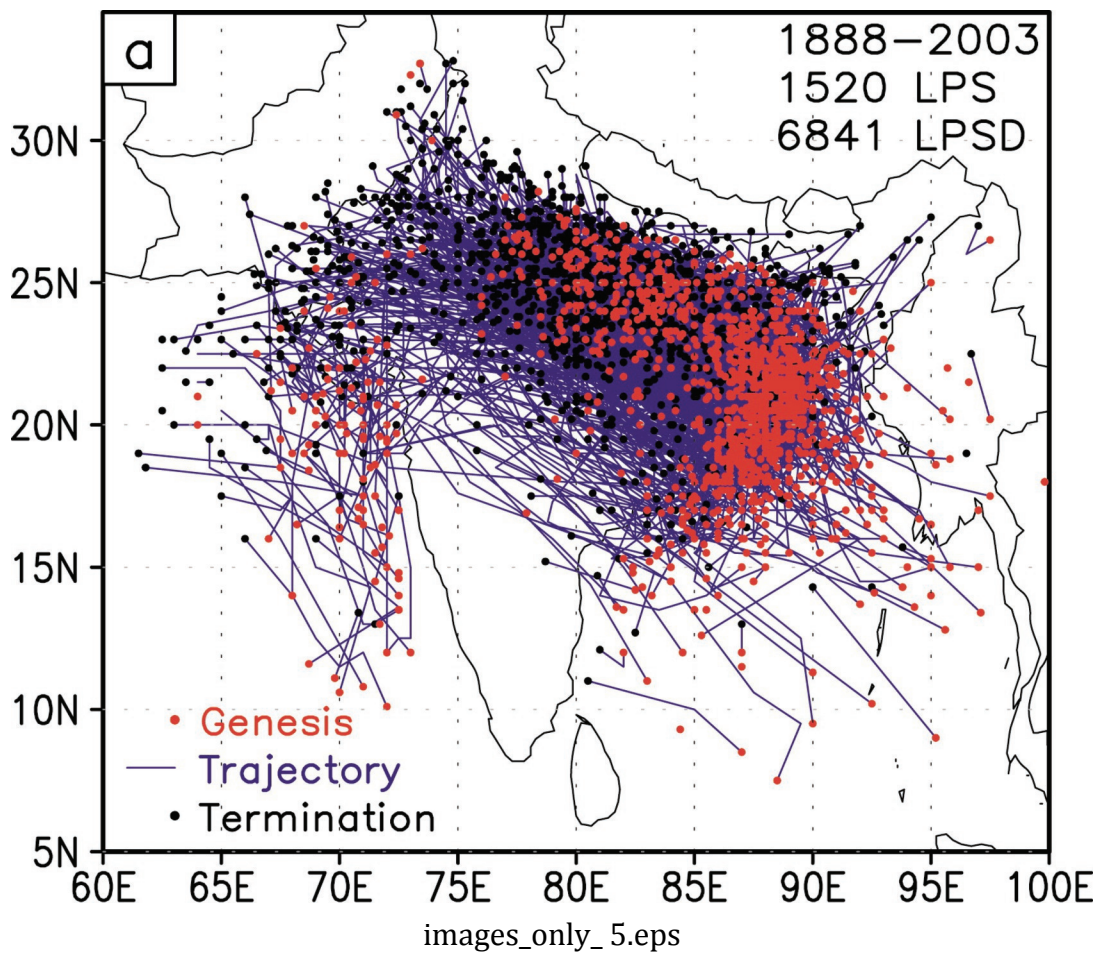 a
1888-2003
1520 LPS
6841 LPSD
30N
25N
20N
15N
10N
5N
Genesis
Trajectory
Termination
60E 65E 70E 75E 80E 85E 90E 95E 100E
images_only_ 5.eps